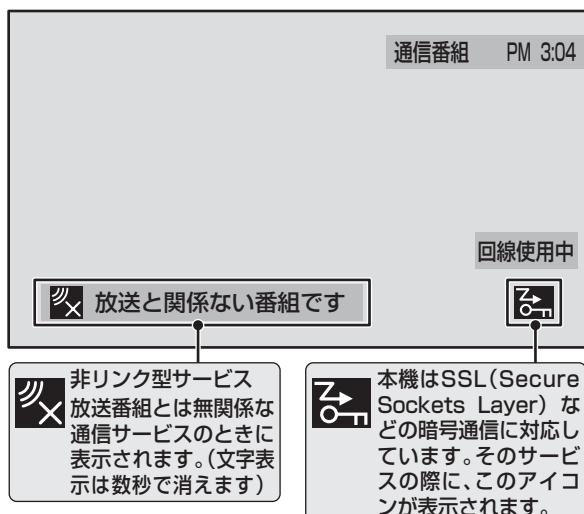 通信番組 PM 3:04
回線使用中
放送と関係ない番組です
非リンク型サービス
放送番組とは無関係な
通信サービスのときに
表示されます。(文字表
示は数秒で消えます)
本機はSSL(Secure
Sockets Layer) な
どの暗号通信に対応し
ています。そのサービ
スの際に、このアイコ
ンが表示されます。